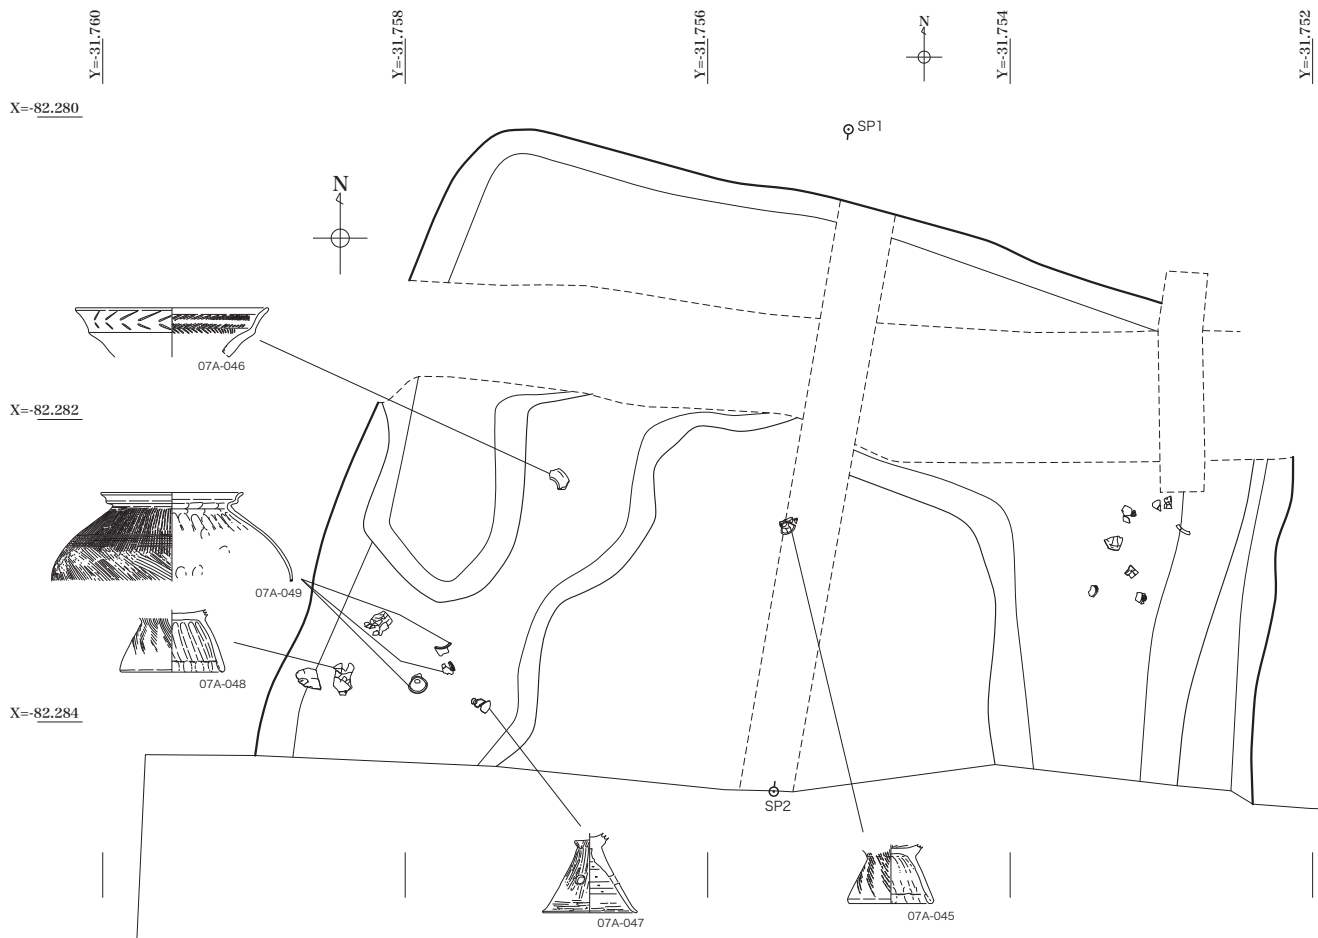 Y=-31.760
Y=-31.758
Y=-31.756
Y=-31.754
Y=-31.752
N
X=-82.280
SP1
N
07A-046
X=-82.282
07A-049
07A-048
X=-82.284
SP2
07A-047
07A-045